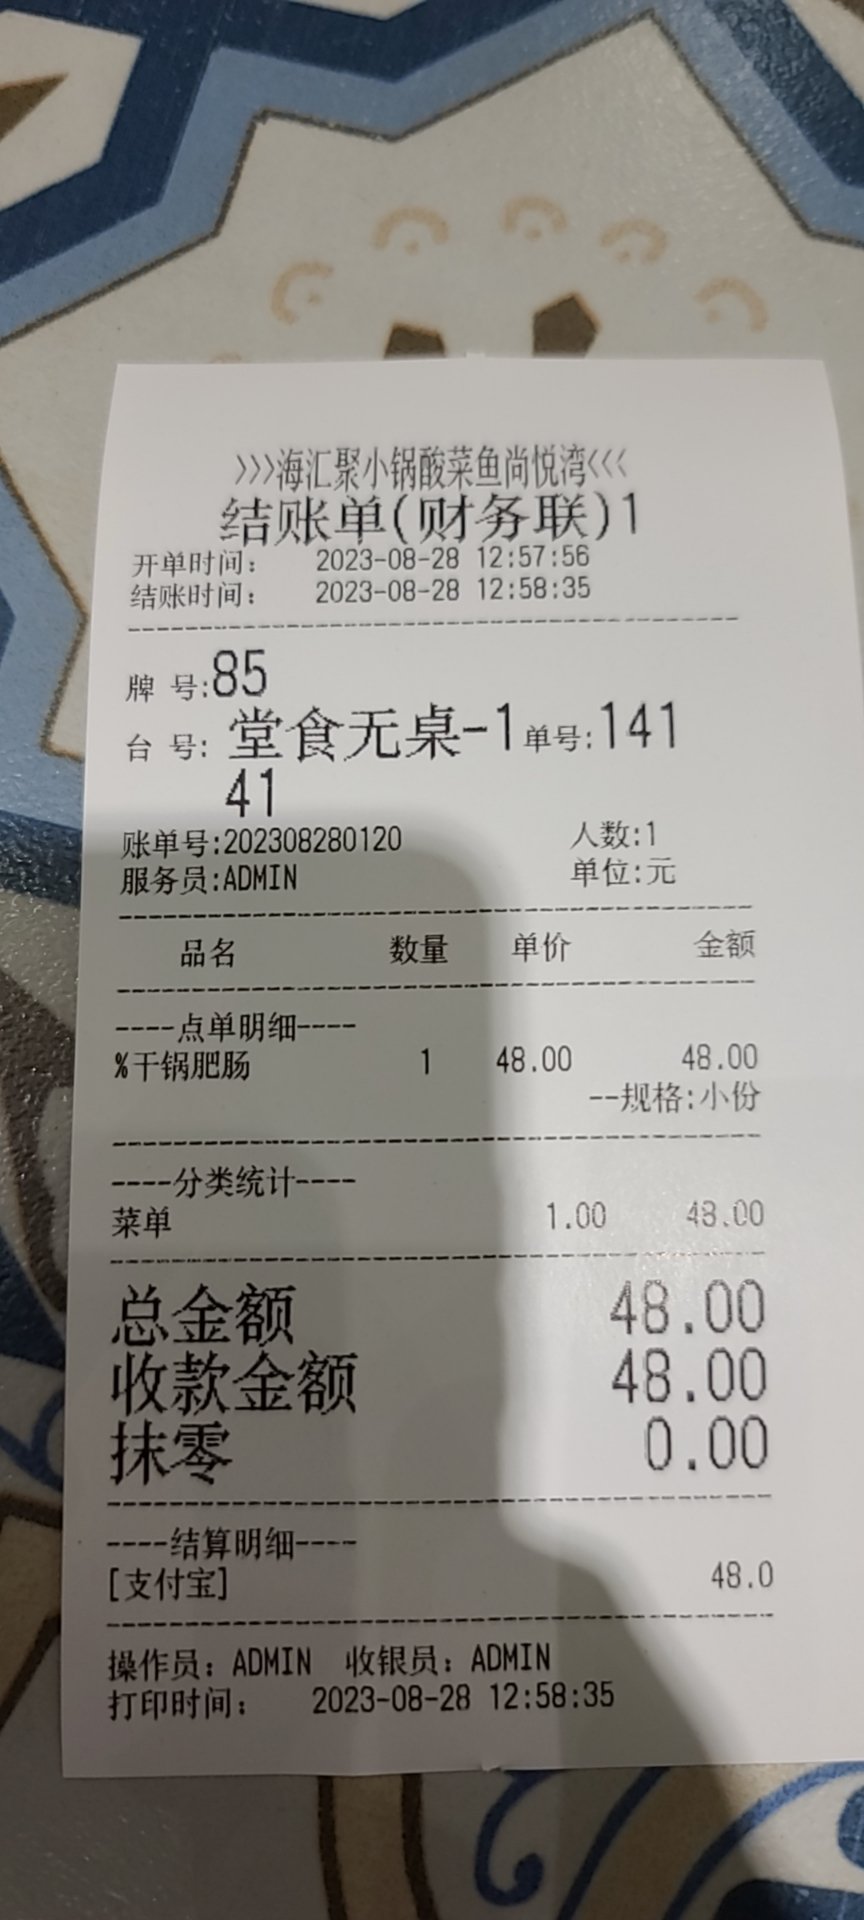 >>>海汇聚小锅酸菜鱼尚悦湾<<<
结账单(财务联)1
开单时间： 2023-08-28 12:57:56
结账时间： 2023-08-28 12:58:35
牌 号:85
台 号: 堂食无桌-1 单号:141
41
账单号:202308280120 人数:1
服务员:ADMIN 单位:元
品名 数量 单价 金额
----点单明细----
%干锅肥肠 1 48.00 48.00
--规格:小份
----分类统计----
菜单 1.00 48.00
总金额 48.00
收款金额 48.00
抹零 0.00
----结算明细----
[支付宝] 48.0
操作员：ADMIN 收银员：ADMIN
打印时间： 2023-08-28 12:58:35